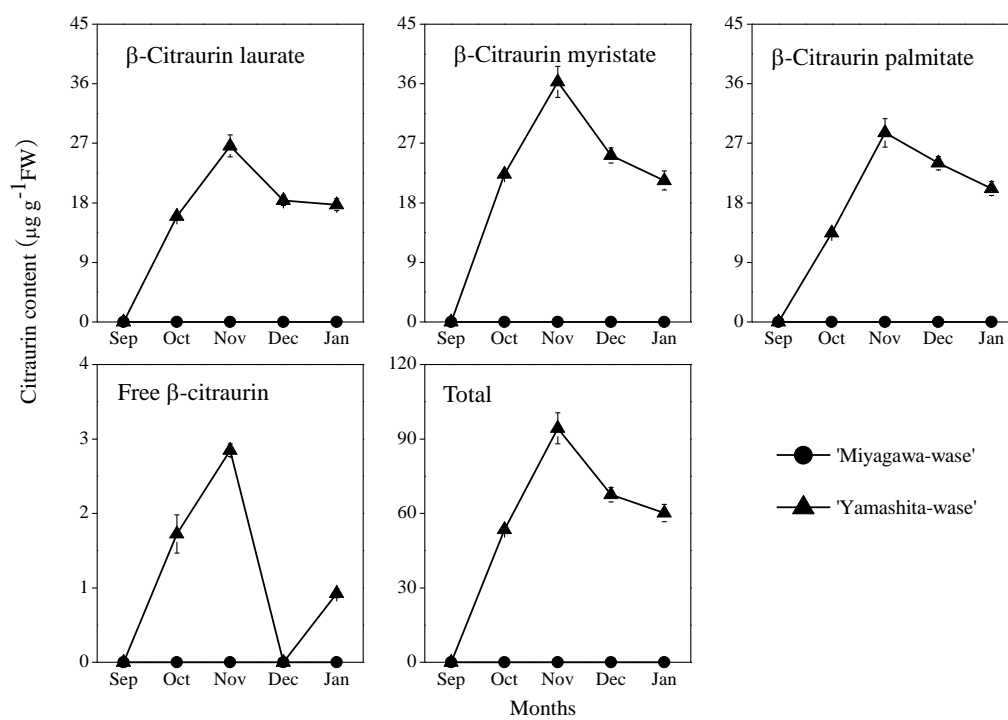 β-Citraurin laurate
45
36
27
18
9
0
Sep Oct Nov Dec Jan
β-Citraurin myristate
45
36
27
18
9
0
Sep Oct Nov Dec Jan
β-Citraurin palmitate
45
36
27
18
9
0
Sep Oct Nov Dec Jan
Citraurin content (μg g⁻¹FW)
Free β-citraurin
4
3
2
1
0
Sep Oct Nov Dec Jan
Total
120
90
60
30
0
Sep Oct Nov Dec Jan
Months
'Miyagawa-wase'
'Yamashita-wase'